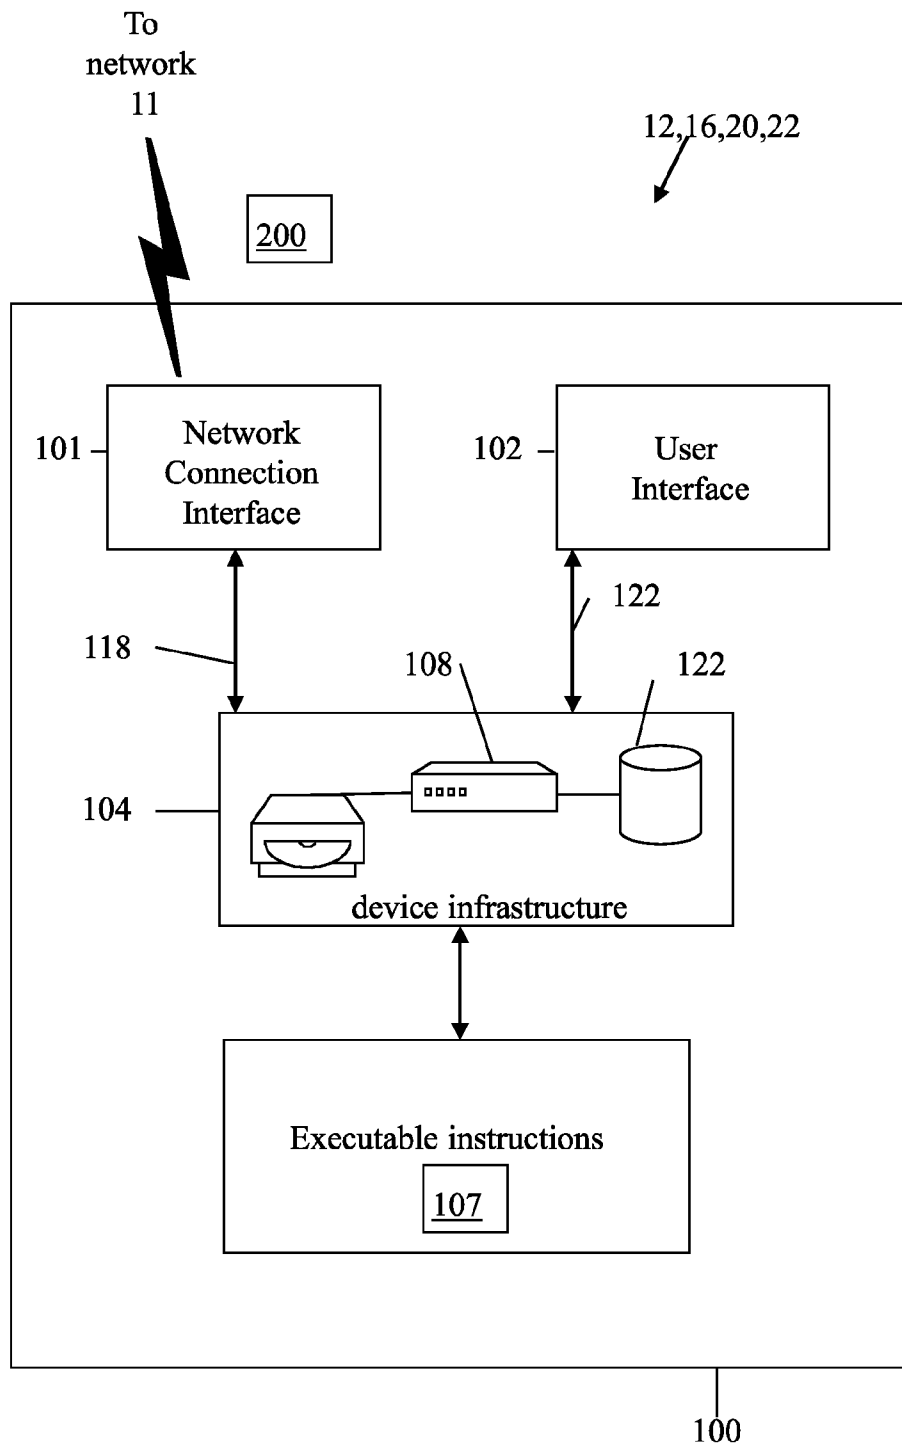 To
network
11
12,16,20,22
200
101
Network
Connection
Interface
102
User
Interface
118
122
108
122
104
device infrastructure
Executable instructions
107
100